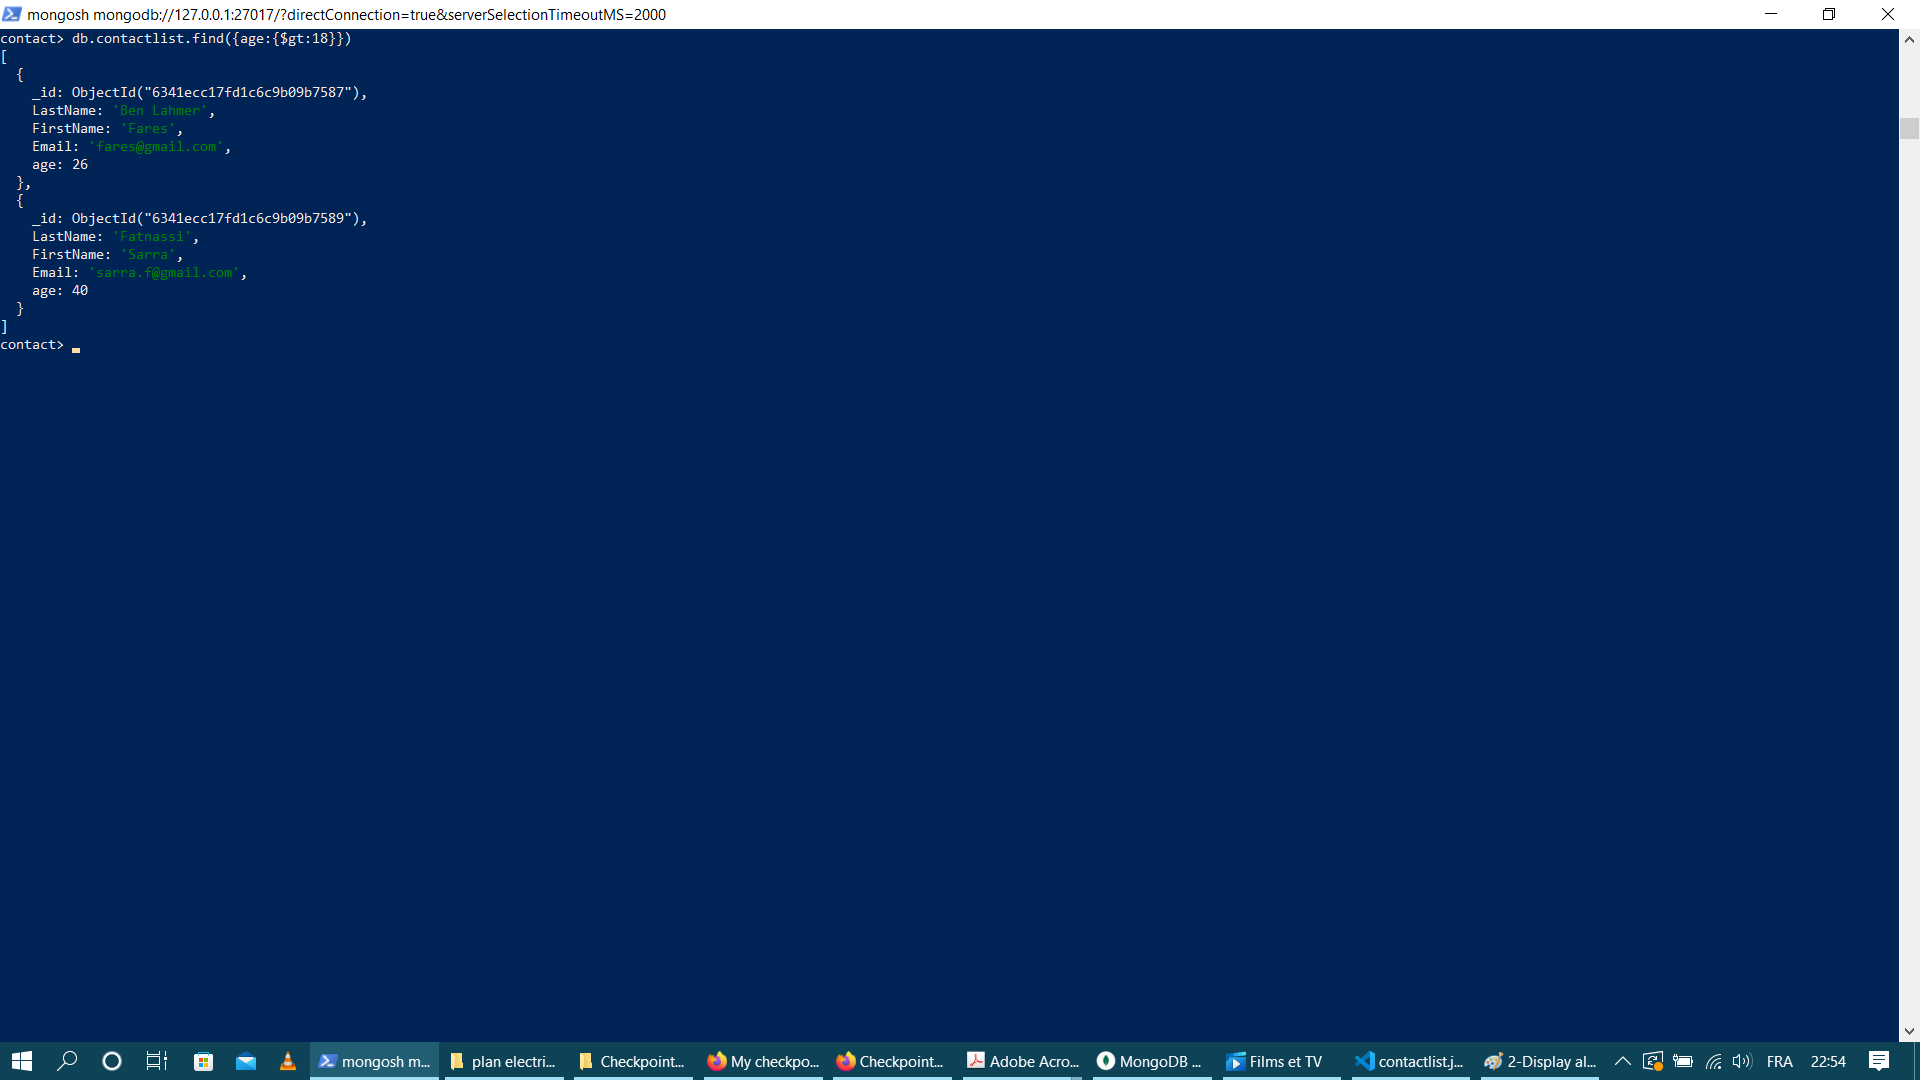 mongosh mongodb://127.0.0.1:27017/?directConnection=true&serverSelectionTimeoutMS=2000
contact> db.contactlist.find({age:{$gt:18}})
[
  {
    _id: ObjectId("6341ecc17fd1c6c9b09b7587"),
    LastName: 'Ben Lahmer',
    FirstName: 'Fares',
    Email: 'fares@gmail.com',
    age: 26
  },
  {
    _id: ObjectId("6341ecc17fd1c6c9b09b7589"),
    LastName: 'Fatnassi',
    FirstName: 'Sarra',
    Email: 'sarra.f@gmail.com',
    age: 40
  }
]
contact>
mongosh m... plan electri... Checkpoint... My checkpo... Checkpoint... Adobe Acro... MongoDB ... Films et TV contactlist.j... 2-Display al... FRA 22:54